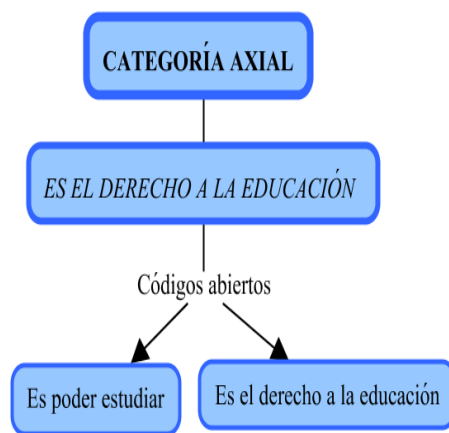 CATEGORÍA AXIAL
ES EL DERECHO A LA EDUCACIÓN
Códigos abiertos
Es poder estudiar
Es el derecho a la educación